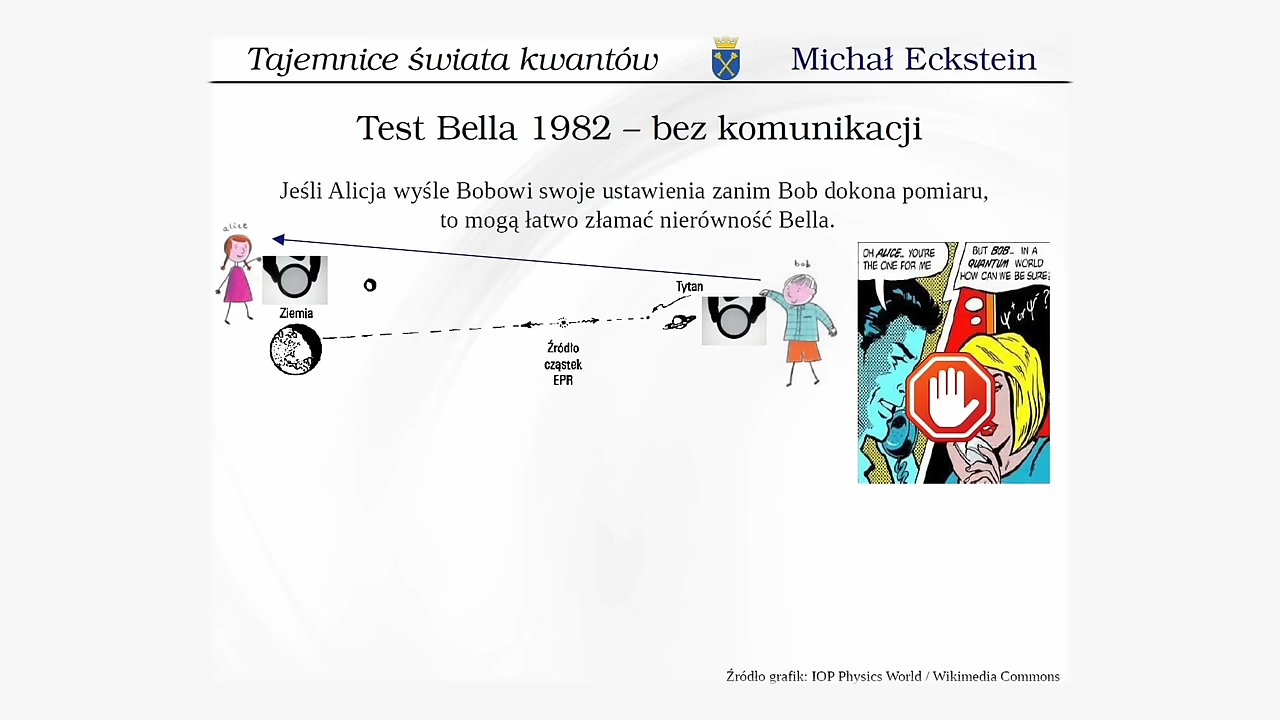 Tajemnice świata kwantów
Michał Eckstein
Test Bella 1982 – bez komunikacji
Jeśli Alicja wyśle Bobowi swoje ustawienia zanim Bob dokona pomiaru,
to mogą łatwo złamać nierówność Bella.
alice
bob
Ziemia
Tytan
Źródło
cząstek
EPR
OH ALICE.. YOU'RE
THE ONE FOR ME
BUT BOB.. IN A
QUANTUM WORLD
HOW CAN WE BE SURE?
Ψ⁺ or Ψ⁻ ?
Źródło grafik: IOP Physics World / Wikimedia Commons